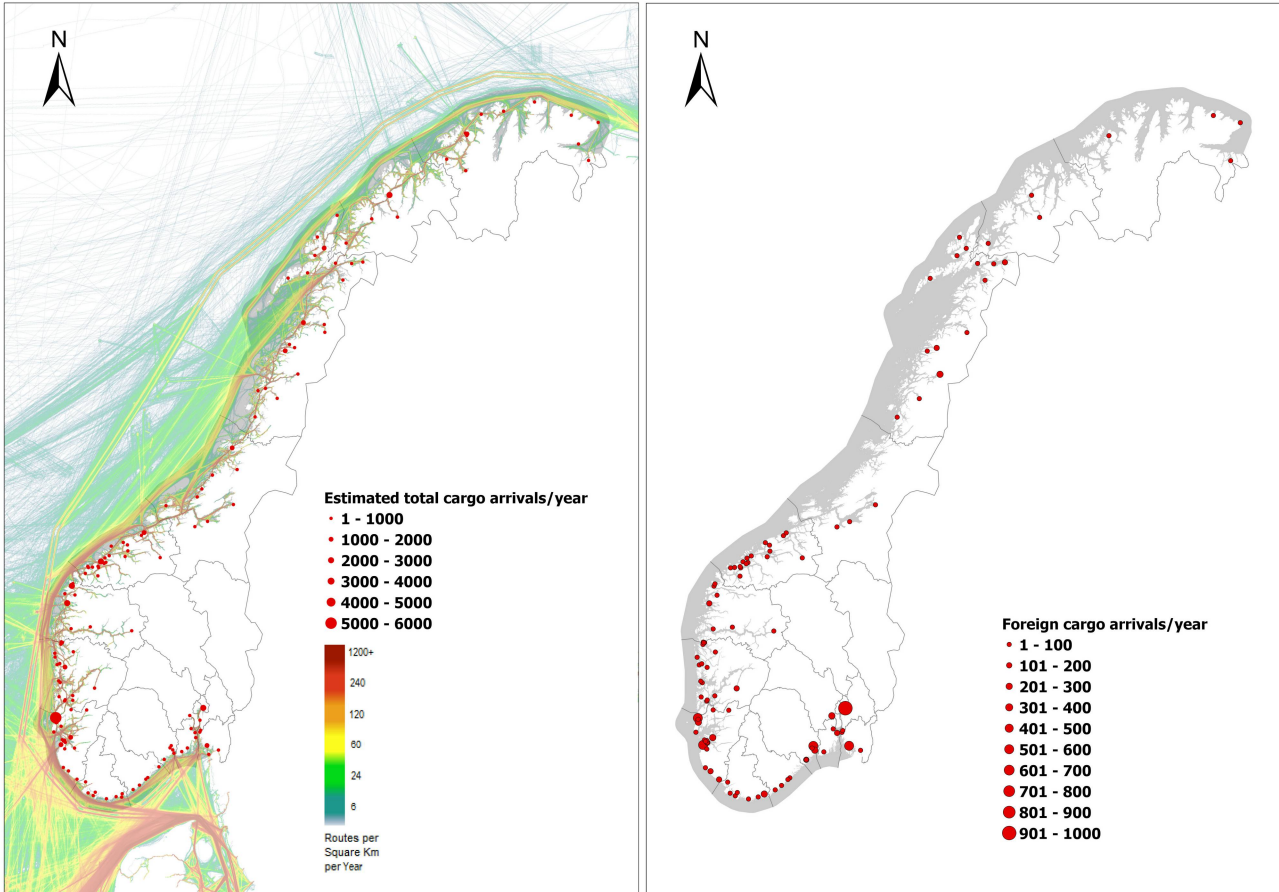 N
Estimated total cargo arrivals/year
1 - 1000
1000 - 2000
2000 - 3000
3000 - 4000
4000 - 5000
5000 - 6000
1200+
240
120
60
24
6
Routes per
Square Km
per Year
N
Foreign cargo arrivals/year
1 - 100
101 - 200
201 - 300
301 - 400
401 - 500
501 - 600
601 - 700
701 - 800
801 - 900
901 - 1000